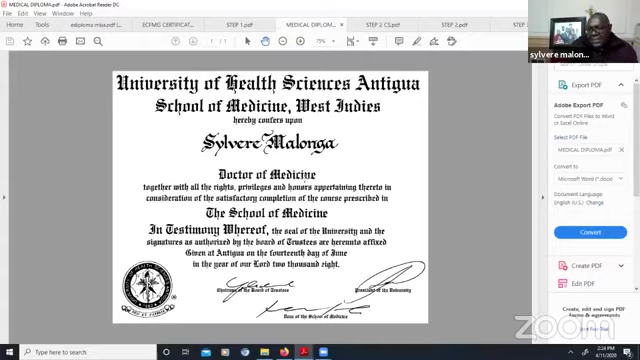 MEDICAL DIPLOMA.pdf - Adobe Acrobat Reader DC
File Edit View Window Help
Home Tools
ECFMG CERTIFICAT...
STEP 1.pdf
MEDICAL DIPLOM... ×
STEP 2 CS.pdf
STEP 2.pdf
75%
sylvere malon...
University of Health Sciences Antigua
School of Medicine, West Indies
hereby confers upon
Sylvere Malonga
Doctor of Medicine
together with all the rights, privileges and honors appertaining thereto in
consideration of the satisfactory completion of the course prescribed in
The School of Medicine
In Testimony Whereof, the seal of the University and the
signatures as authorized by the board of Trustees are hereunto affixed
Given at Antigua on the fourteenth day of June
in the year of our Lord two thousand eight.
Chairman of the Board of Trustees
President of the University
Dean of the School of Medicine
Export PDF
Adobe Export PDF
Convert PDF Files to Word
or Excel Online
Select PDF File
MEDICAL DIPLOMA.pdf ×
Convert to
Microsoft Word (*.docx)
Document Language:
English (U.S.) Change
Convert
Create PDF
Edit PDF
Create, edit and sign PDF
forms & agreements
zoom
Type here to search
2:24 PM
4/11/2020